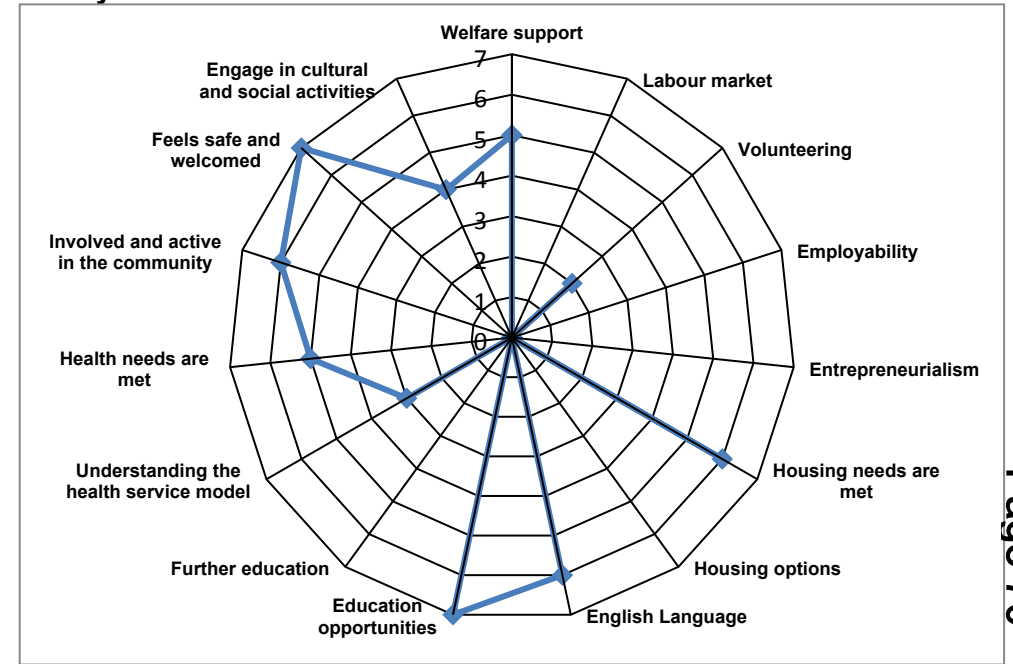 Welfare support
Labour market
Volunteering
Employability
Entrepreneurialism
Housing needs are
met
Housing options
English Language
Education
opportunities
Further education
Understanding the
health service model
Health needs are
met
Involved and active
in the community
Feels safe and
welcomed
Engage in cultural
and social activities
7
6
5
4
3
2
1
0